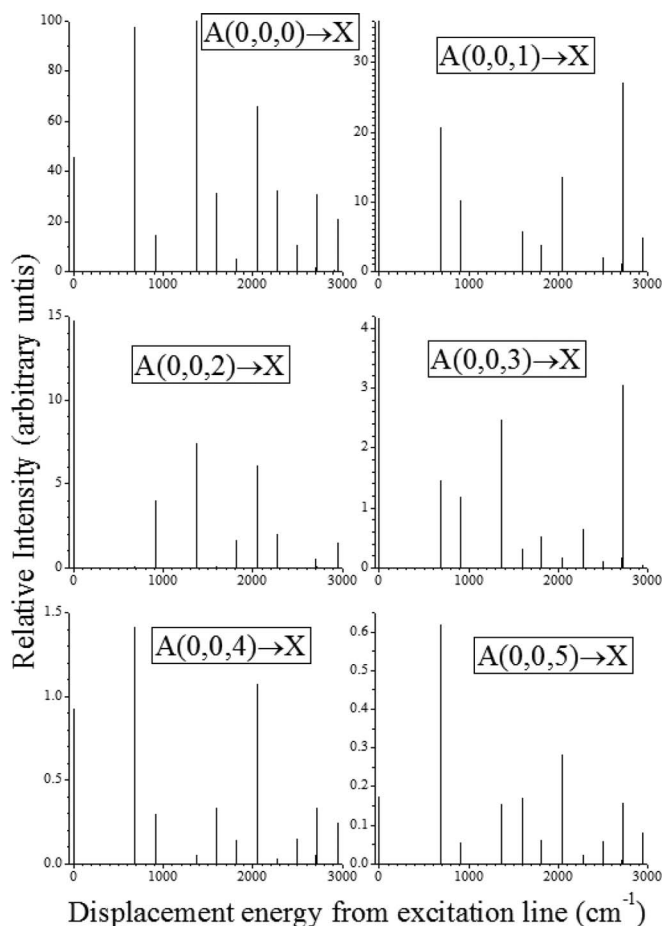 Relative Intensity (arbitrary untis)
A(0,0,0)→X
100
80
60
40
20
0
0 1000 2000 3000
A(0,0,1)→X
30
20
10
0
0 1000 2000 3000
A(0,0,2)→X
15
10
5
0
0 1000 2000 3000
A(0,0,3)→X
4
3
2
1
0
0 1000 2000 3000
A(0,0,4)→X
1.5
1.0
0.5
0.0
0 1000 2000 3000
A(0,0,5)→X
0.6
0.5
0.4
0.3
0.2
0.1
0.0
0 1000 2000 3000
Displacement energy from excitation line (cm⁻¹)